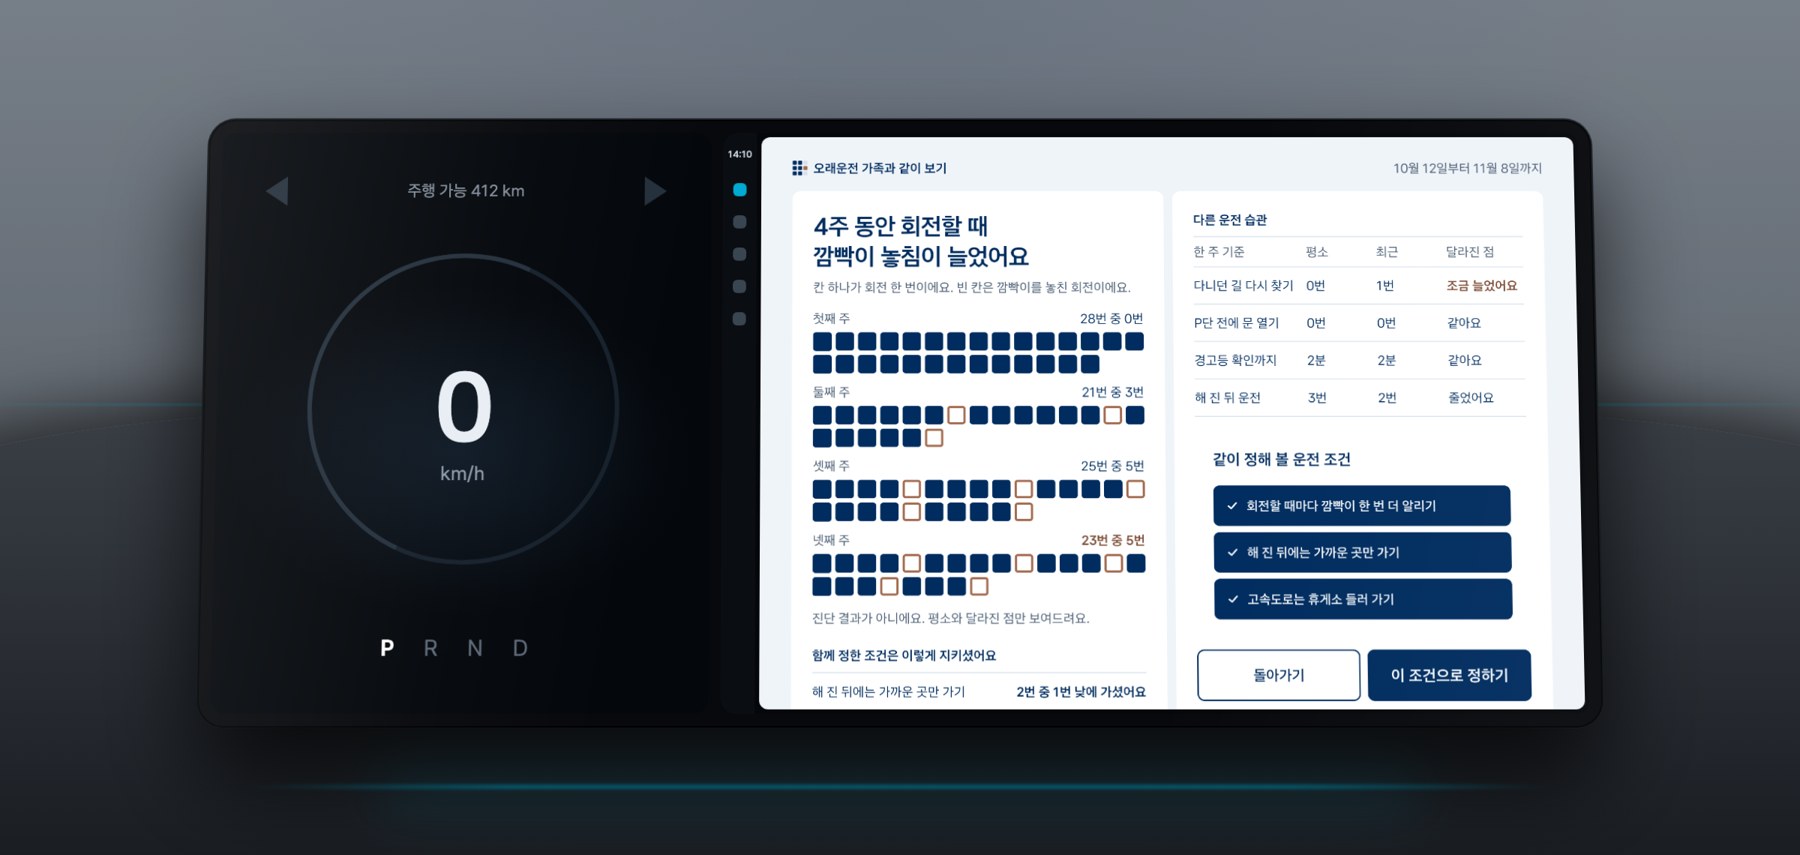 주행 가능 412 km
0
km/h
P R N D
14:10
오래운전 가족과 같이 보기
10월 12일부터 11월 8일까지
4주 동안 회전할 때
깜빡이 놓침이 늘었어요
칸 하나가 회전 한 번이에요. 빈 칸은 깜빡이를 놓친 회전이에요.
첫째 주 28번 중 0번
둘째 주 21번 중 3번
셋째 주 25번 중 5번
넷째 주 23번 중 5번
진단 결과가 아니에요. 평소와 달라진 점만 보여드려요.
함께 정한 조건은 이렇게 지키셨어요
해 진 뒤에는 가까운 곳만 가기 2번 중 1번 낮에 가셨어요
다른 운전 습관
한 주 기준 평소 최근 달라진 점
다니던 길 다시 찾기 0번 1번 조금 늘었어요
P단 전에 문 열기 0번 0번 같아요
경고등 확인까지 2분 2분 같아요
해 진 뒤 운전 3번 2번 줄었어요
같이 정해 볼 운전 조건
회전할 때마다 깜빡이 한 번 더 알리기
해 진 뒤에는 가까운 곳만 가기
고속도로는 휴게소 들러 가기
돌아가기
이 조건으로 정하기